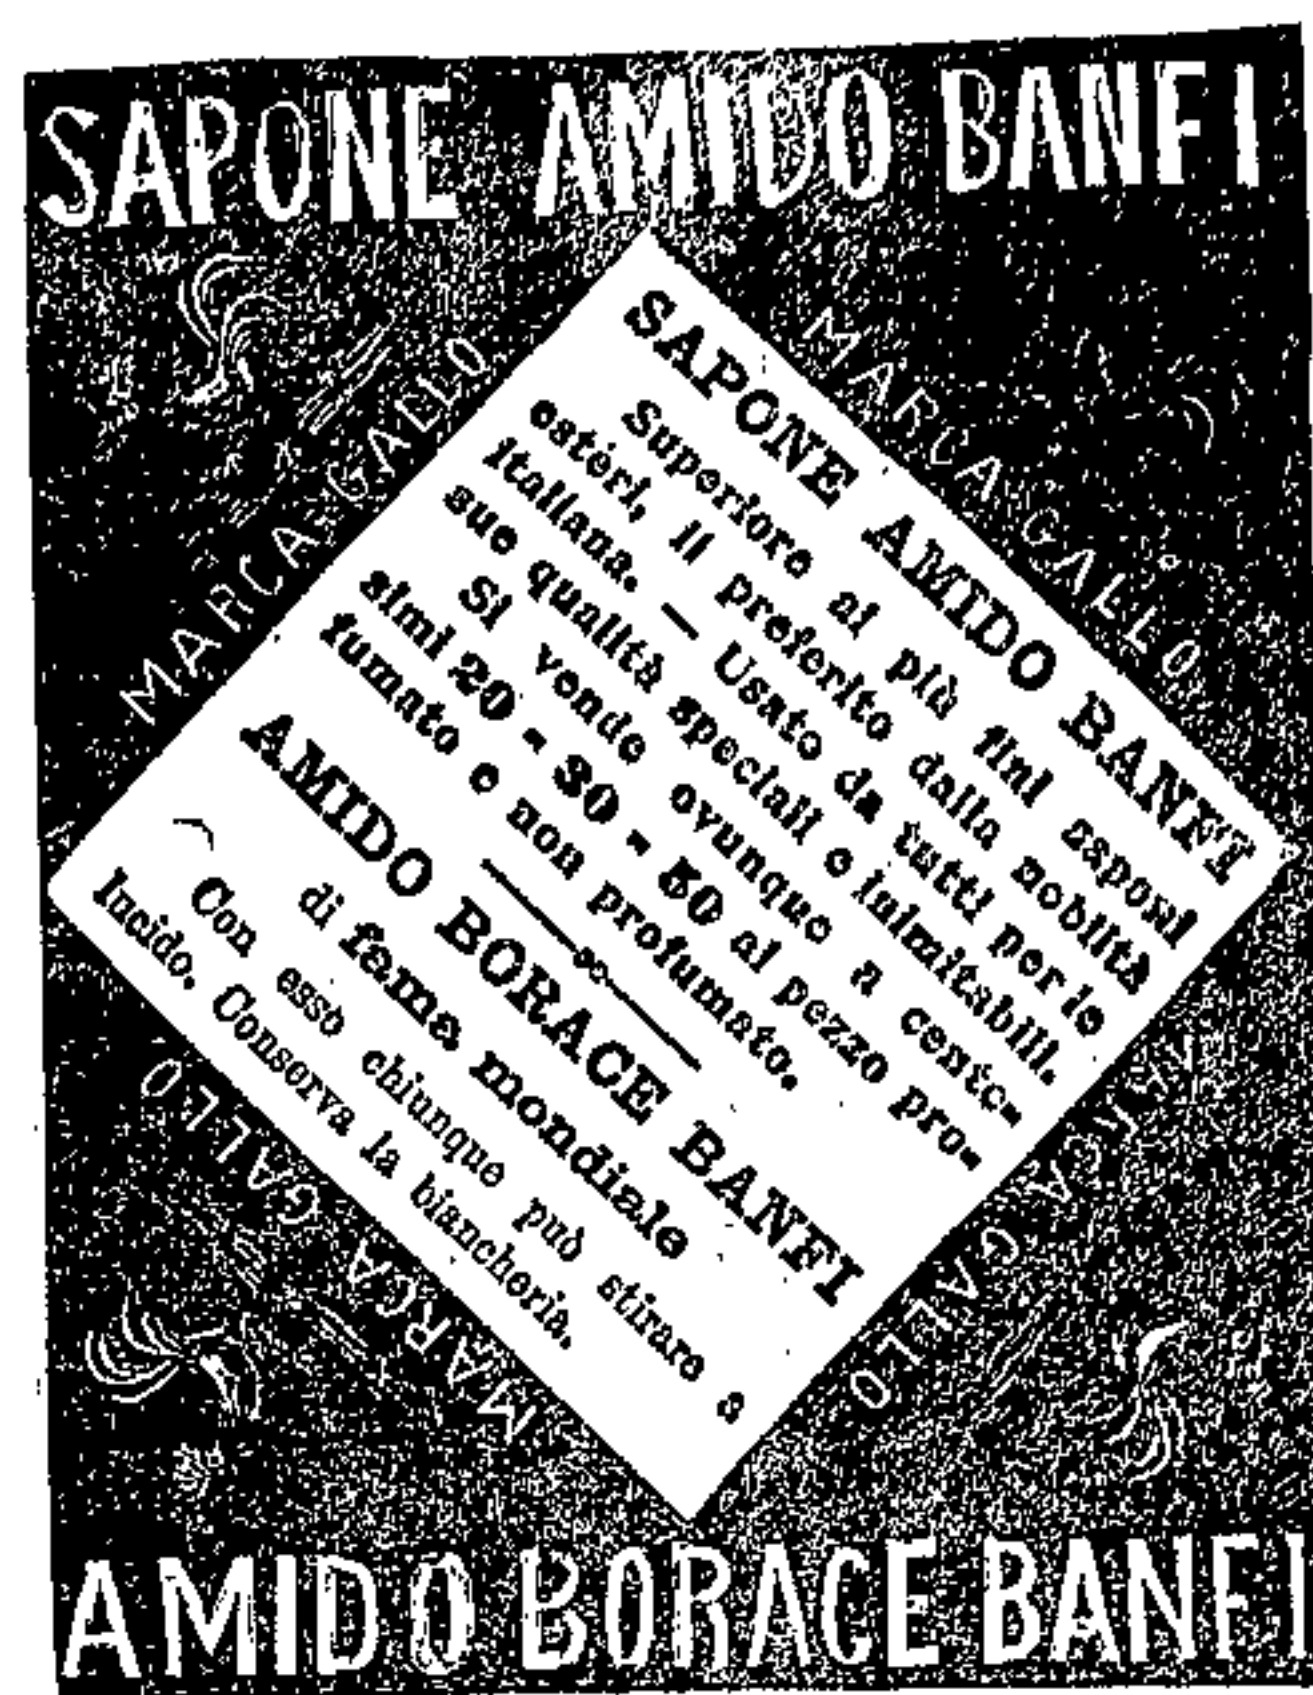 SAPONE AMIDO BANFI
MARCA GALLO
MARCA GALLO
SAPONE AMIDO BANFI
Superiore ai più fini saponi
esteri, il preferito dalla nobiltà
italiana. — Usato da tutti per le
sue qualità speciali e inimitabili.
Si vende ovunque a cente-
simi 20 - 30 - 50 al pezzo pro-
fumato e non profumato.
AMIDO BORACE BANFI
di fama mondiale
Con esso chiunque può stirare a
lucido. Conserva la biancheria.
MARCA GALLO
MARCA GALLO
AMIDO BORACE BANFI